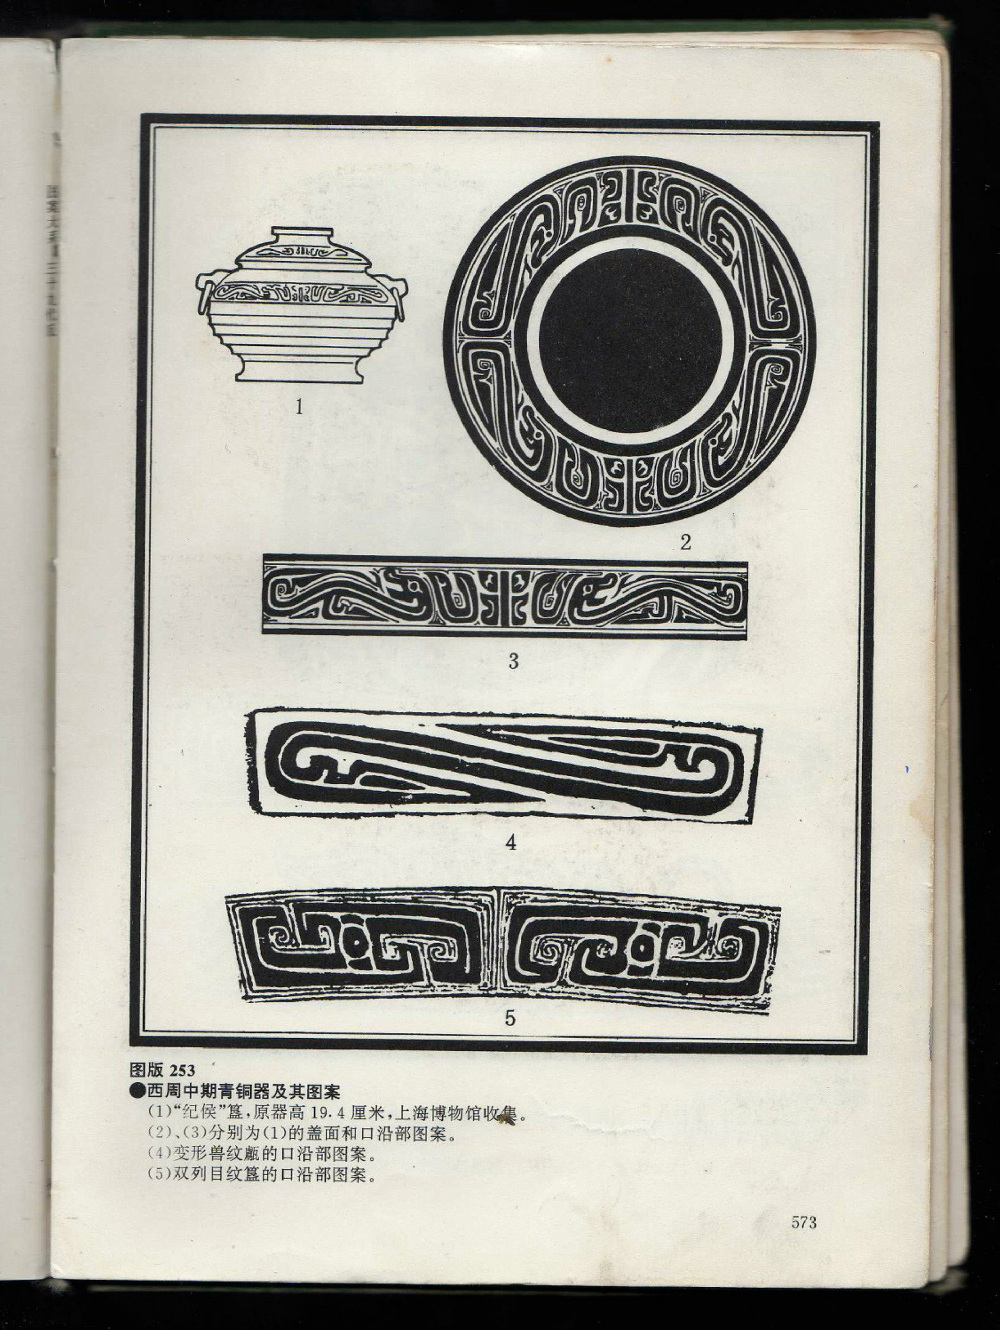 1
2
3
4
5
图版 253
●西周中期青铜器及其图案
(1)“纪侯”簋,原器高 19.4 厘米,上海博物馆收集。
(2)、(3)分别为(1)的盖面和口沿部图案。
(4)变形兽纹甗的口沿部图案。
(5)双列目纹簋的口沿部图案。
573